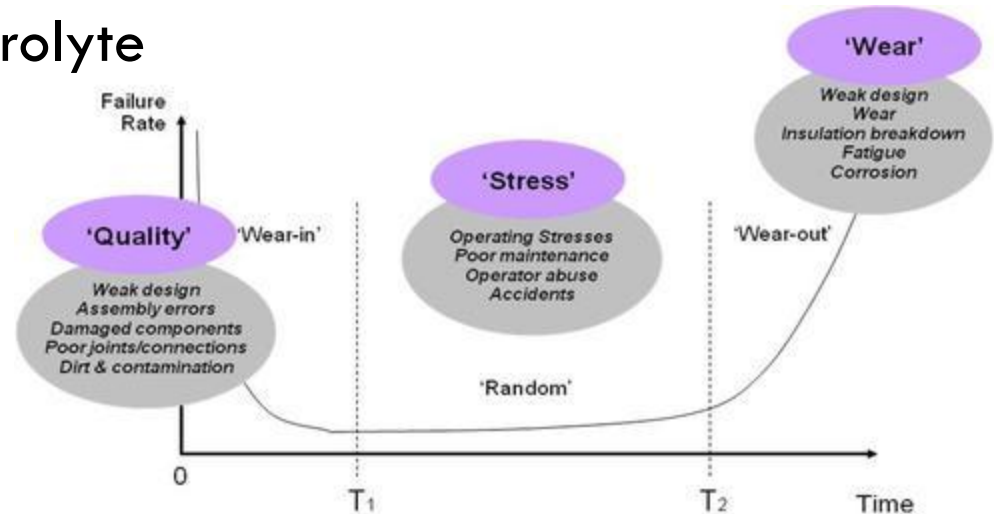 rolyte
Failure
Rate
‘Quality’
Weak design
Assembly errors
Damaged components
Poor joints/connections
Dirt & contamination
‘Wear-in’
‘Stress’
Operating Stresses
Poor maintenance
Operator abuse
Accidents
‘Random’
‘Wear’
Weak design
Wear
Insulation breakdown
Fatigue
Corrosion
‘Wear-out’
0
T1
T2
Time